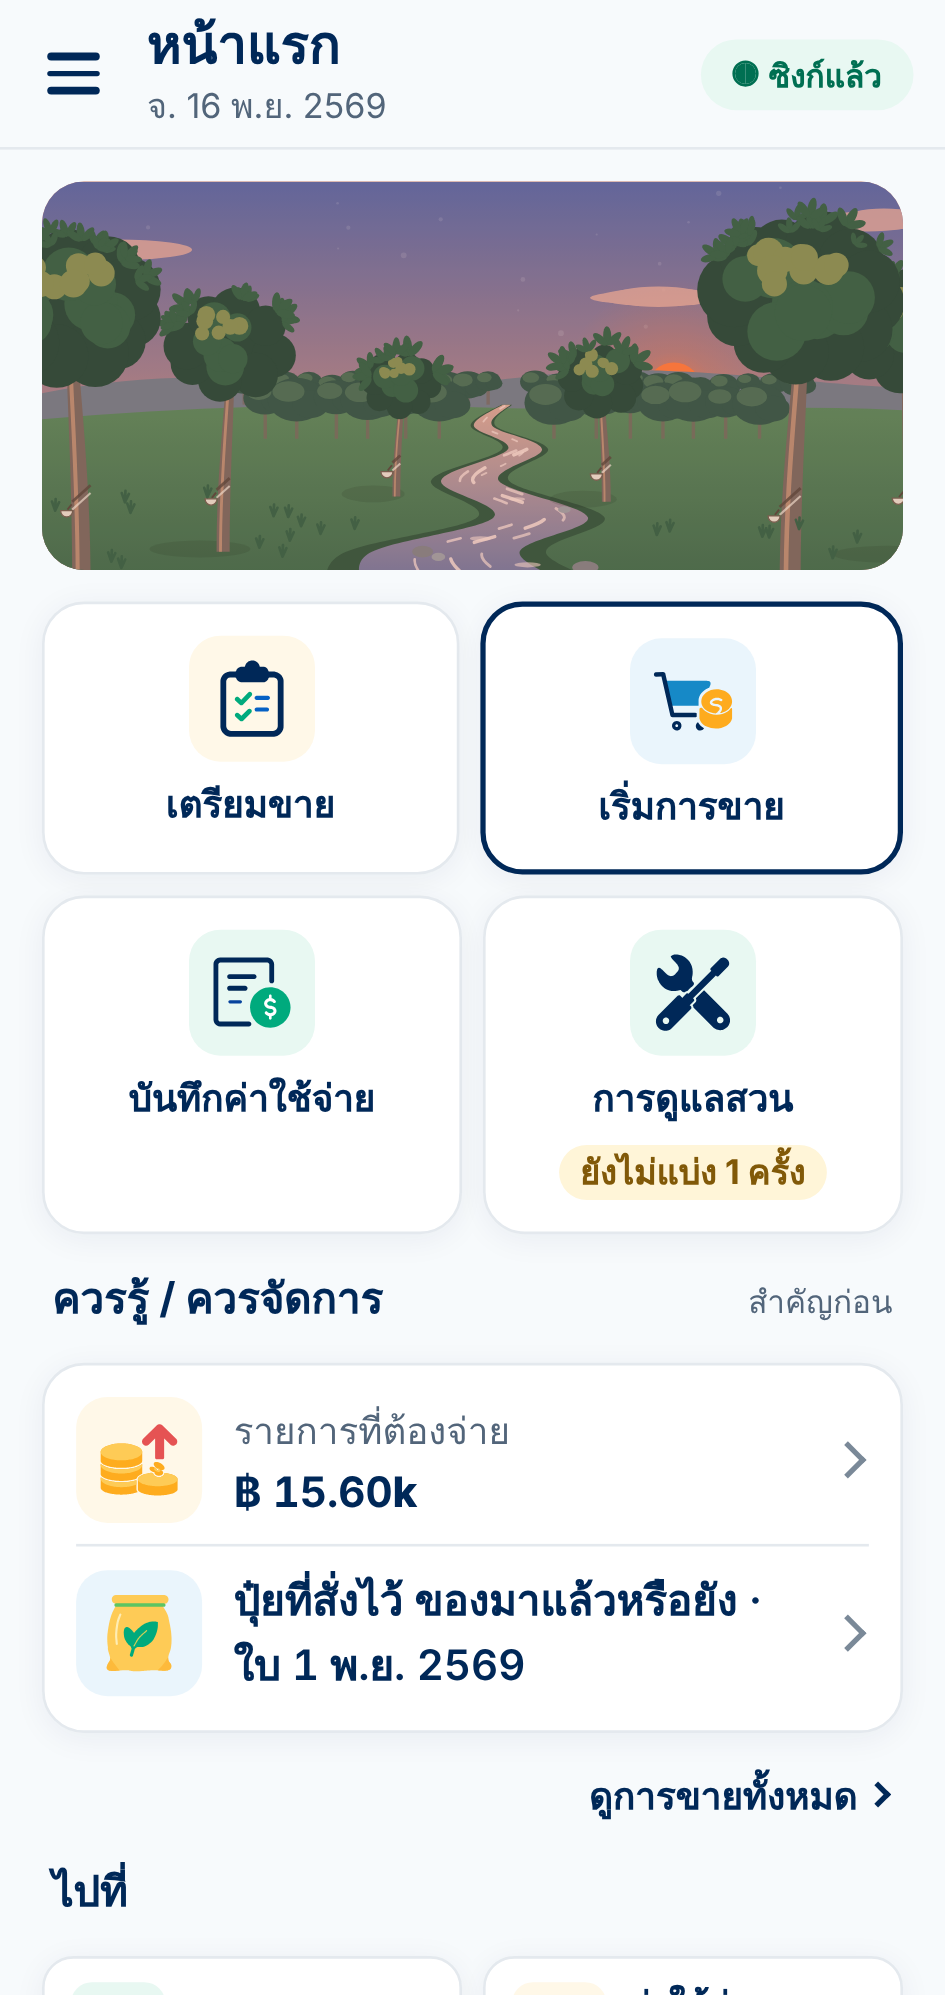 หน้าแรก
จ. 16 พ.ย. 2569
ซิงก์แล้ว
เตรียมขาย
เริ่มการขาย
บันทึกค่าใช้จ่าย
การดูแลสวน
ยังไม่แบ่ง 1 ครั้ง
ควรรู้ / ควรจัดการ
สำคัญก่อน
รายการที่ต้องจ่าย
฿ 15.60k
ปุ๋ยที่สั่งไว้ ของมาแล้วหรือยัง ·
ใบ 1 พ.ย. 2569
ดูการขายทั้งหมด
ไปที่